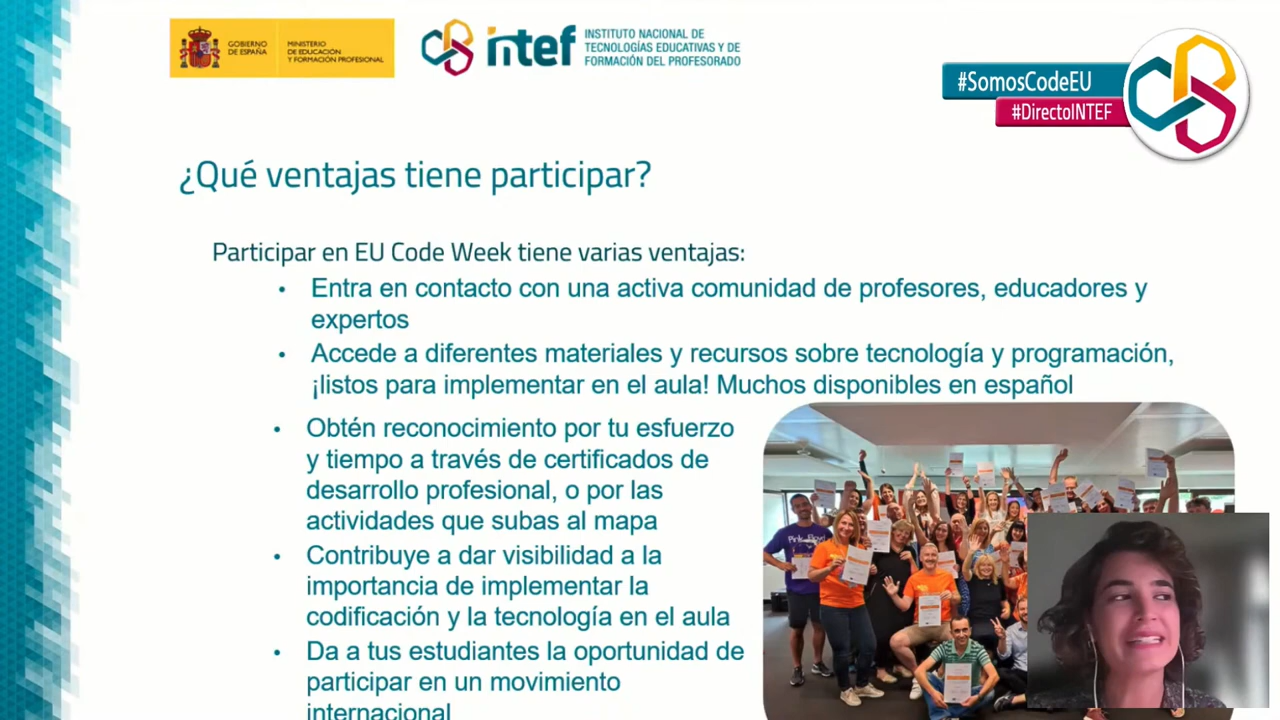 GOBIERNO
DE ESPAÑA
MINISTERIO
DE EDUCACIÓN
Y FORMACIÓN PROFESIONAL
intef
INSTITUTO NACIONAL DE
TECNOLOGÍAS EDUCATIVAS Y DE
FORMACIÓN DEL PROFESORADO
#SomosCodeEU
#DirectoINTEF
¿Qué ventajas tiene participar?
Participar en EU Code Week tiene varias ventajas:
• Entra en contacto con una activa comunidad de profesores, educadores y
expertos
• Accede a diferentes materiales y recursos sobre tecnología y programación,
¡listos para implementar en el aula! Muchos disponibles en español
• Obtén reconocimiento por tu esfuerzo
y tiempo a través de certificados de
desarrollo profesional, o por las
actividades que subas al mapa
• Contribuye a dar visibilidad a la
importancia de implementar la
codificación y la tecnología en el aula
• Da a tus estudiantes la oportunidad de
participar en un movimiento
internacional